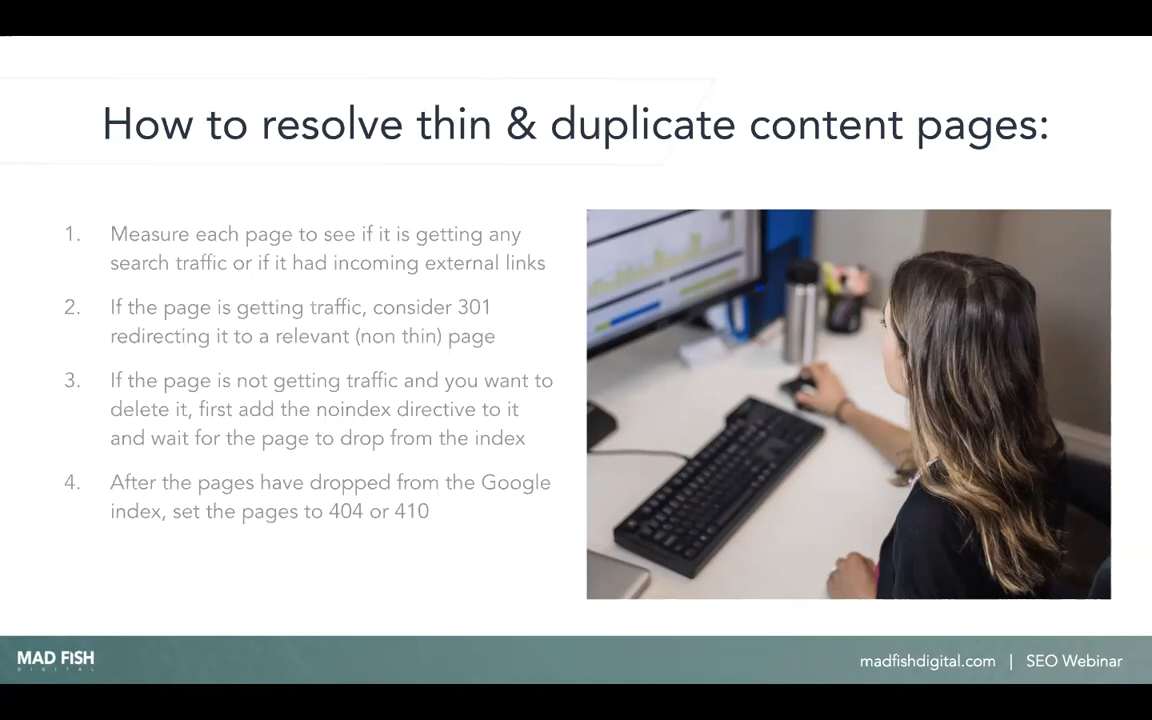 How to resolve thin & duplicate content pages:
1. Measure each page to see if it is getting any
search traffic or if it had incoming external links
2. If the page is getting traffic, consider 301
redirecting it to a relevant (non thin) page
3. If the page is not getting traffic and you want to
delete it, first add the noindex directive to it
and wait for the page to drop from the index
4. After the pages have dropped from the Google
index, set the pages to 404 or 410
MAD FISH
DIGITAL
madfishdigital.com | SEO Webinar